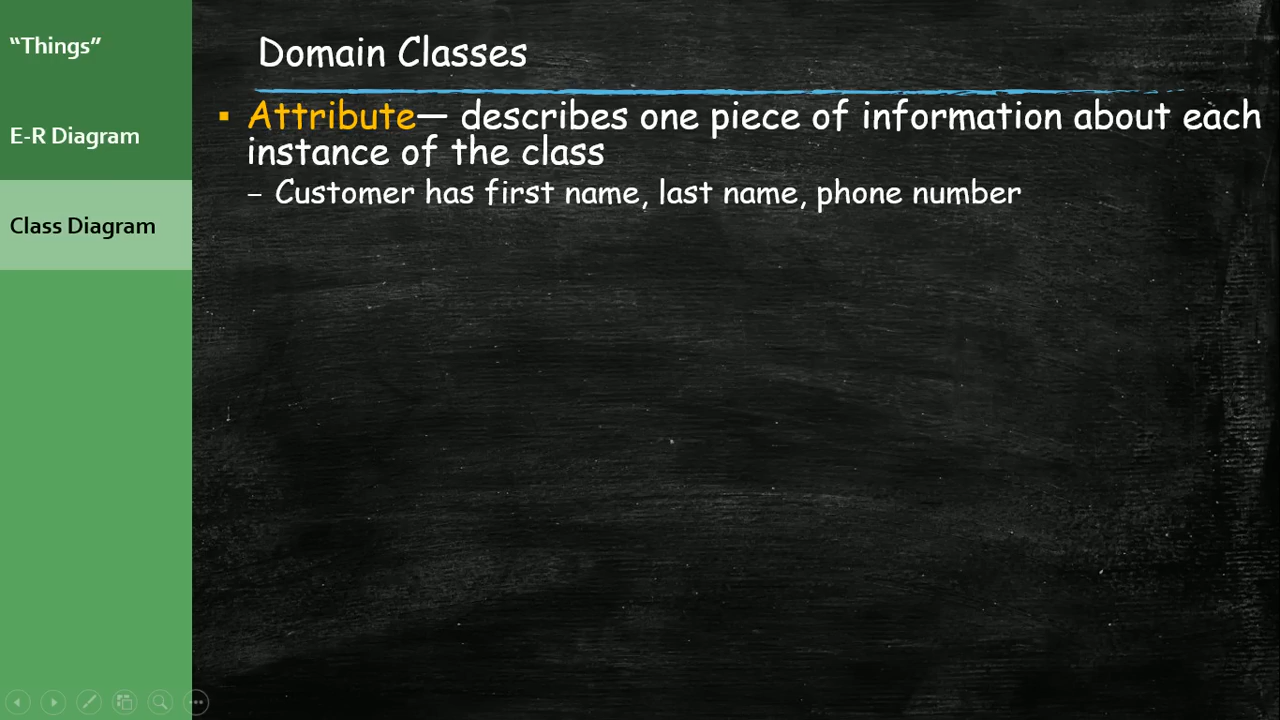 “Things”
E-R Diagram
Class Diagram
Domain Classes
▪ Attribute— describes one piece of information about each
instance of the class
– Customer has first name, last name, phone number